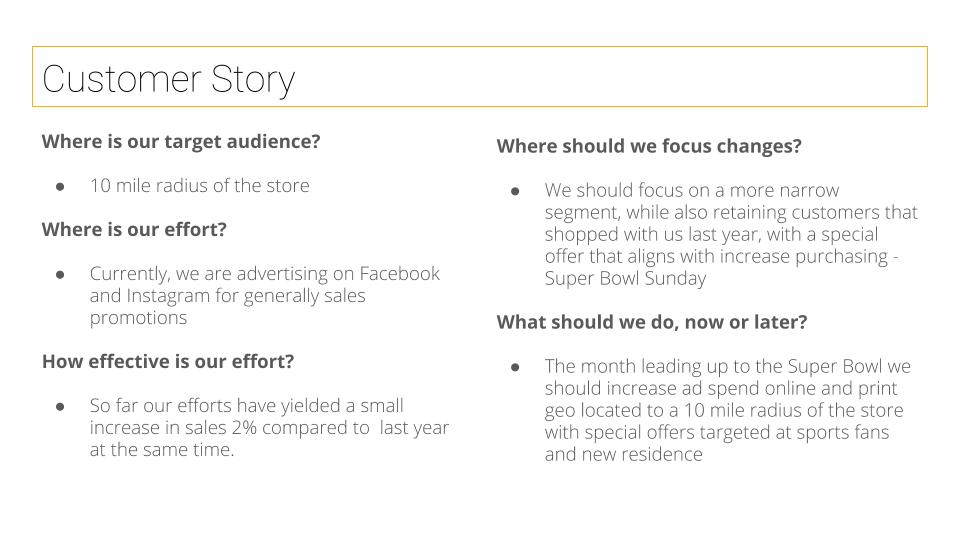 Customer Story
Where is our target audience?
● 10 mile radius of the store
Where is our effort?
● Currently, we are advertising on Facebook
and Instagram for generally sales
promotions
How effective is our effort?
● So far our efforts have yielded a small
increase in sales 2% compared to  last year
at the same time.
Where should we focus changes?
● We should focus on a more narrow
segment, while also retaining customers that
shopped with us last year, with a special
offer that aligns with increase purchasing -
Super Bowl Sunday
What should we do, now or later?
● The month leading up to the Super Bowl we
should increase ad spend online and print
geo located to a 10 mile radius of the store
with special offers targeted at sports fans
and new residence